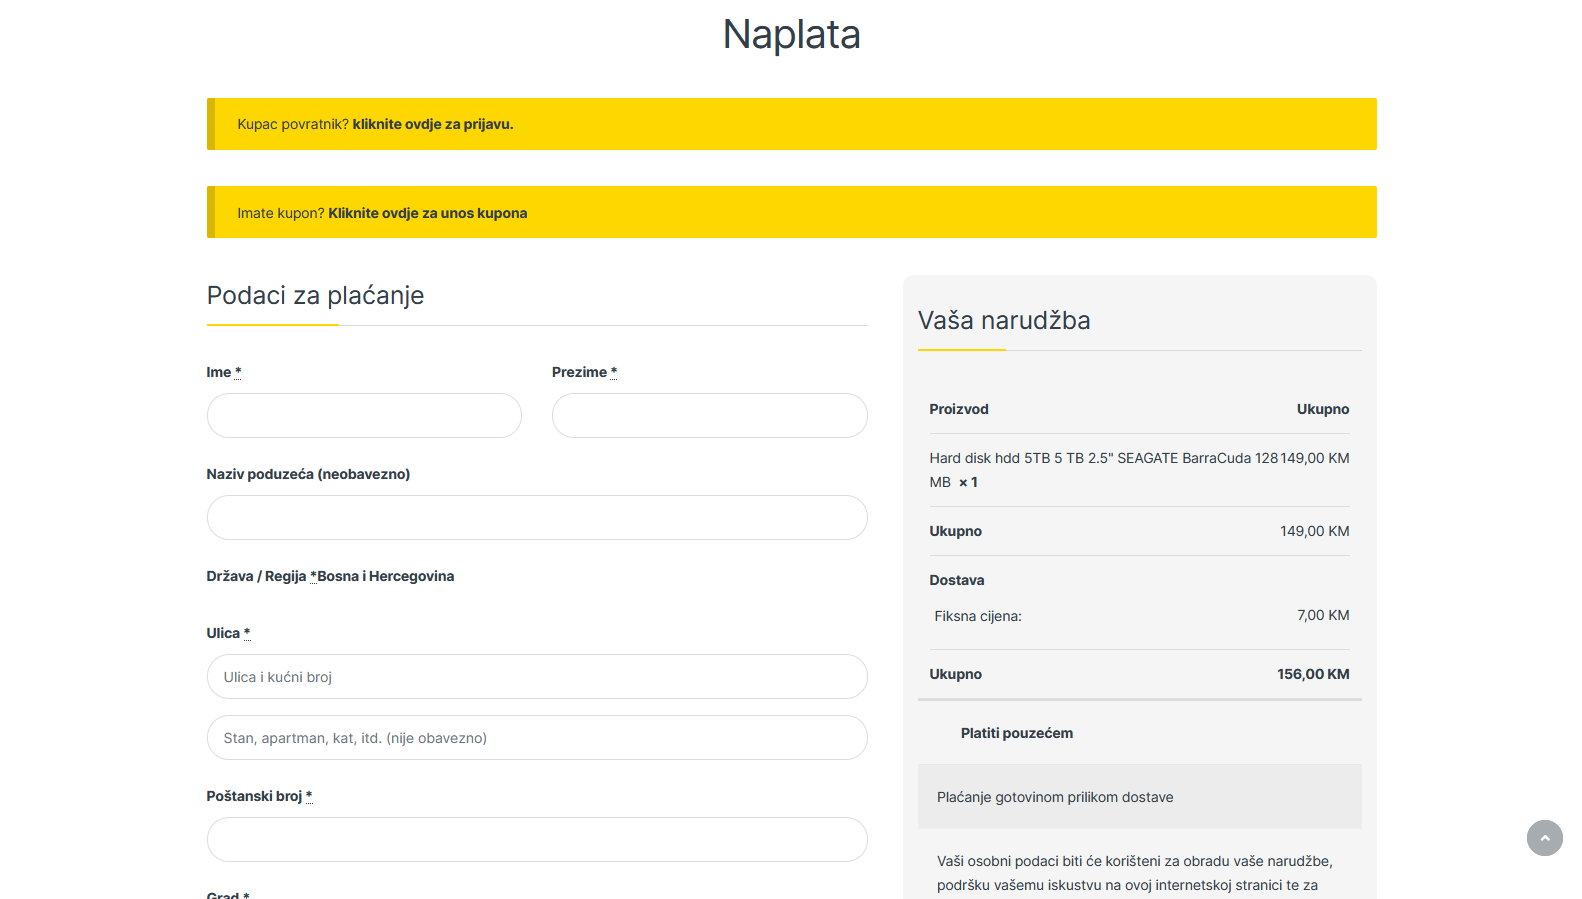 Naplata
Kupac povratnik? kliknite ovdje za prijavu.
Imate kupon? Kliknite ovdje za unos kupona
Podaci za plaćanje
Ime *
Prezime *
Naziv poduzeća (neobavezno)
Država / Regija *Bosna i Hercegovina
Ulica *
Ulica i kućni broj
Stan, apartman, kat, itd. (nije obavezno)
Poštanski broj *
Grad *
Vaša narudžba
Proizvod Ukupno
Hard disk hdd 5TB 5 TB 2.5" SEAGATE BarraCuda 128 149,00 KM
MB × 1
Ukupno 149,00 KM
Dostava
Fiksna cijena: 7,00 KM
Ukupno 156,00 KM
Platiti pouzećem
Plaćanje gotovinom prilikom dostave
Vaši osobni podaci biti će korišteni za obradu vaše narudžbe,
podršku vašemu iskustvu na ovoj internetskoj stranici te za